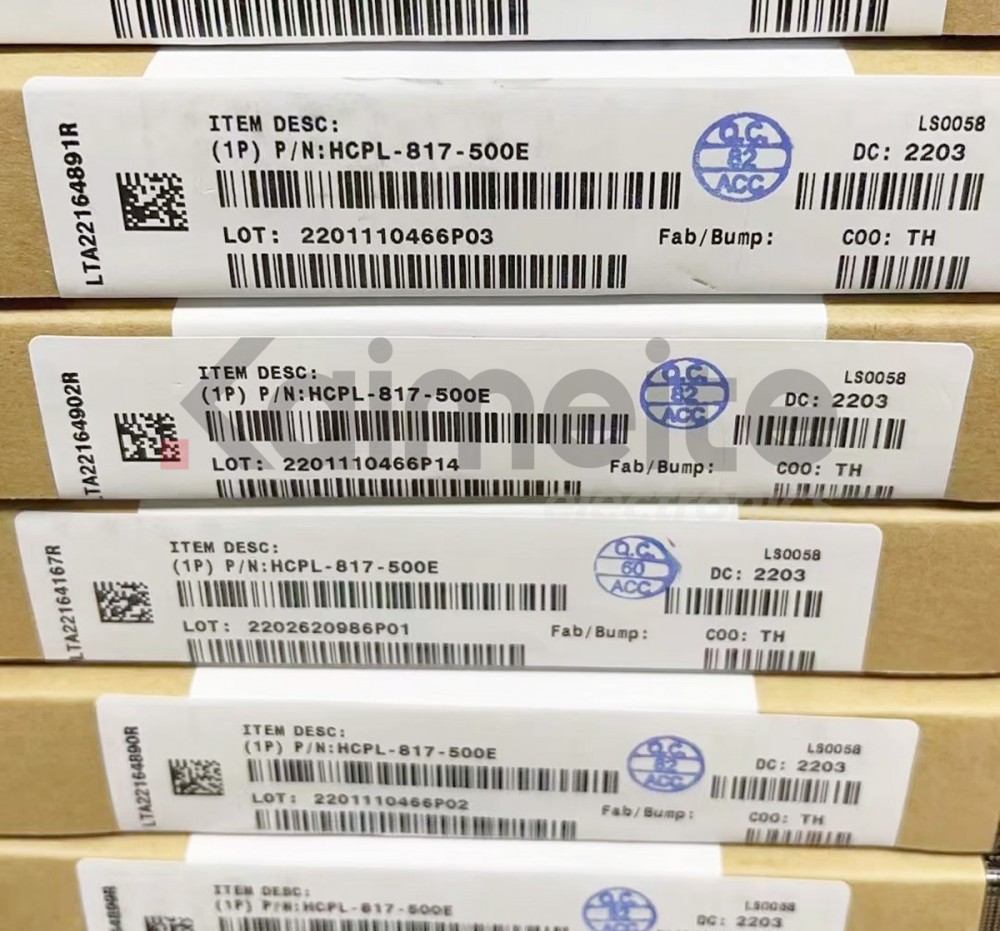 LTA22164891R
ITEM DESC:
(1P) P/N:HCPL-817-500E
Q.C.
82
ACC
LS0058
DC: 2203
LOT: 2201110466P03
Fab/Bump:
COO: TH
Kaimeite
electronics
LTA22164902R
ITEM DESC:
(1P) P/N:HCPL-817-500E
Q.C.
82
ACC
LS0058
DC: 2203
LOT: 2201110466P14
Fab/Bump:
COO: TH
LTA22164167R
ITEM DESC:
(1P) P/N:HCPL-817-500E
Q.C.
60
ACC
LS0058
DC: 2203
LOT: 2202620986P01
Fab/Bump:
COO: TH
LTA22164890R
ITEM DESC:
(1P) P/N:HCPL-817-500E
Q.C.
82
ACC
LS0058
DC: 2203
LOT: 2201110466P02
Fab/Bump:
COO: TH
ITEM DESC:
(1P) P/N:HCPL-817-500E
Q.C.
82
ACC
LS0058
DC: 2203